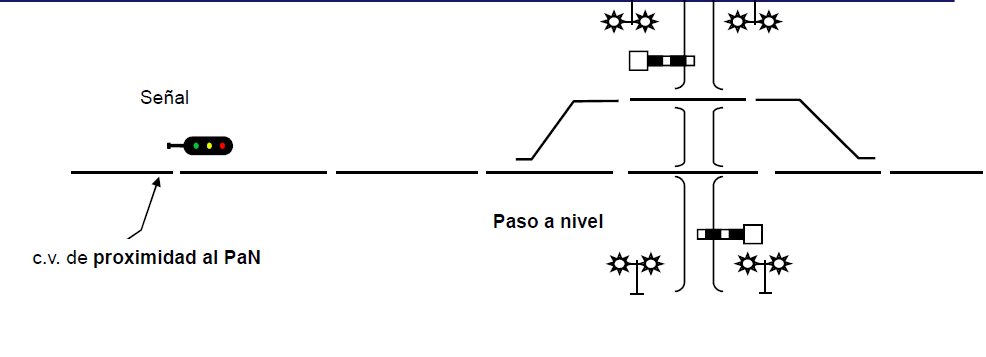 Señal
Paso a nivel
c.v. de proximidad al PaN